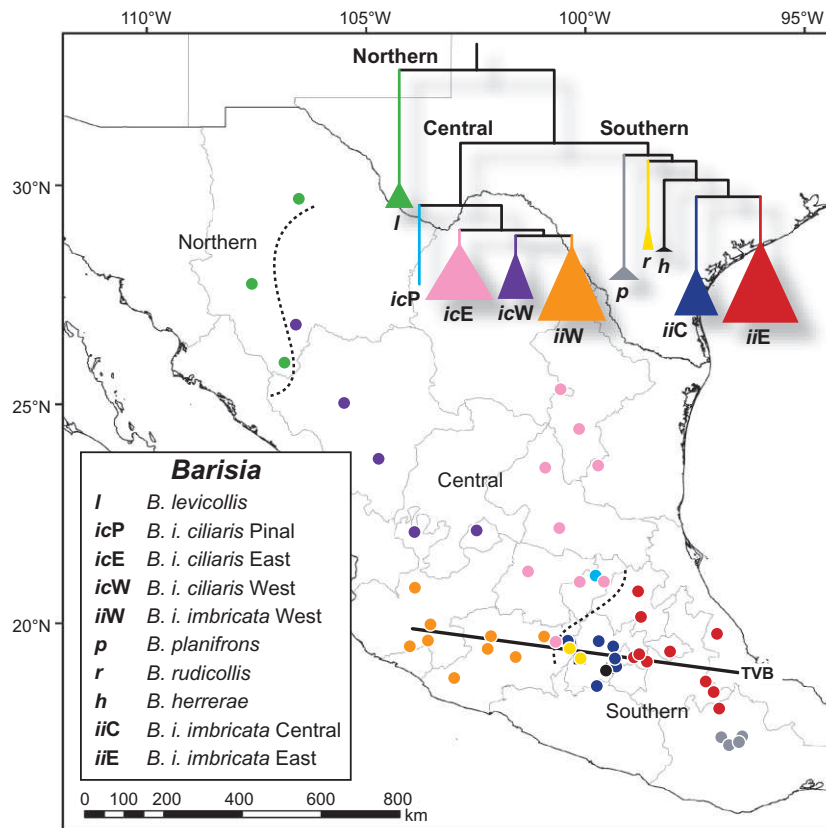 110°W 105°W 100°W 95°W
Northern
Central Southern
30°N
l
r
h
Northern
p
icP
icE
icW
iiW
iiC
iiE
25°N
Barisia
l B. levicollis
icP B. i. ciliaris Pinal
icE B. i. ciliaris East
icW B. i. ciliaris West
iiW B. i. imbricata West
p B. planifrons
r B. rudicollis
h B. herrerae
iiC B. i. imbricata Central
iiE B. i. imbricata East
Central
20°N
TVB
Southern
0 100 200 400 600 800
km